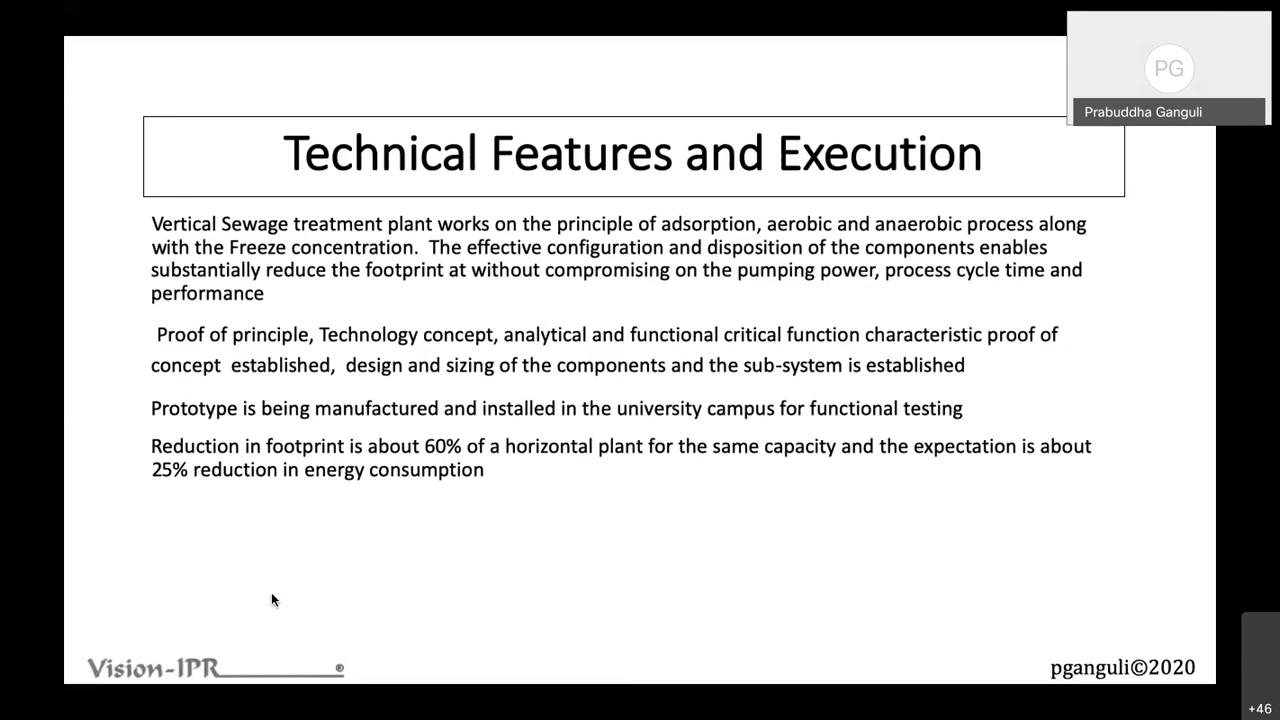 PG
Prabuddha Ganguli
Technical Features and Execution
Vertical Sewage treatment plant works on the principle of adsorption, aerobic and anaerobic process along
with the Freeze concentration. The effective configuration and disposition of the components enables
substantially reduce the footprint at without compromising on the pumping power, process cycle time and
performance
Proof of principle, Technology concept, analytical and functional critical function characteristic proof of
concept established, design and sizing of the components and the sub-system is established
Prototype is being manufactured and installed in the university campus for functional testing
Reduction in footprint is about 60% of a horizontal plant for the same capacity and the expectation is about
25% reduction in energy consumption
Vision-IPR ®
pganguli©2020
+46